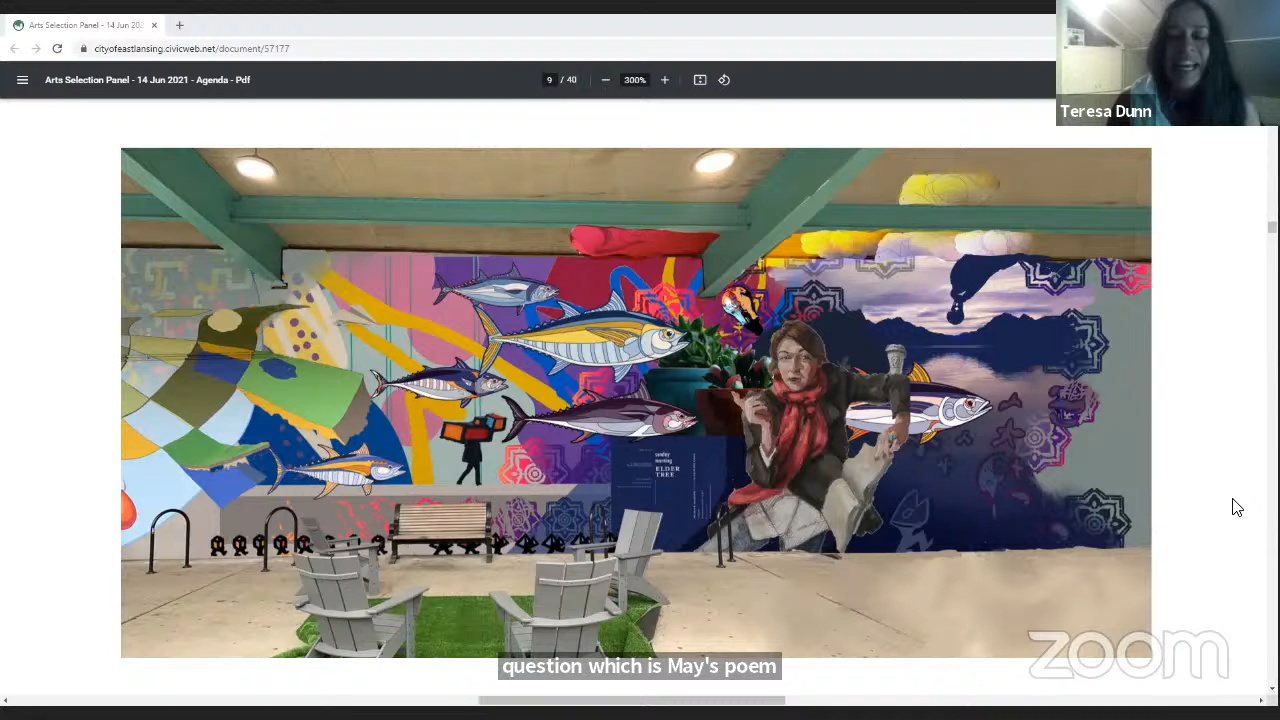 Arts Selection Panel - 14 Jun 202
cityofeastlansing.civicweb.net/document/57177
Arts Selection Panel - 14 Jun 2021 - Agenda - Pdf
9 / 40
300%
Teresa Dunn
sunday
morning
ELDER
TREE
zoom
question which is May's poem